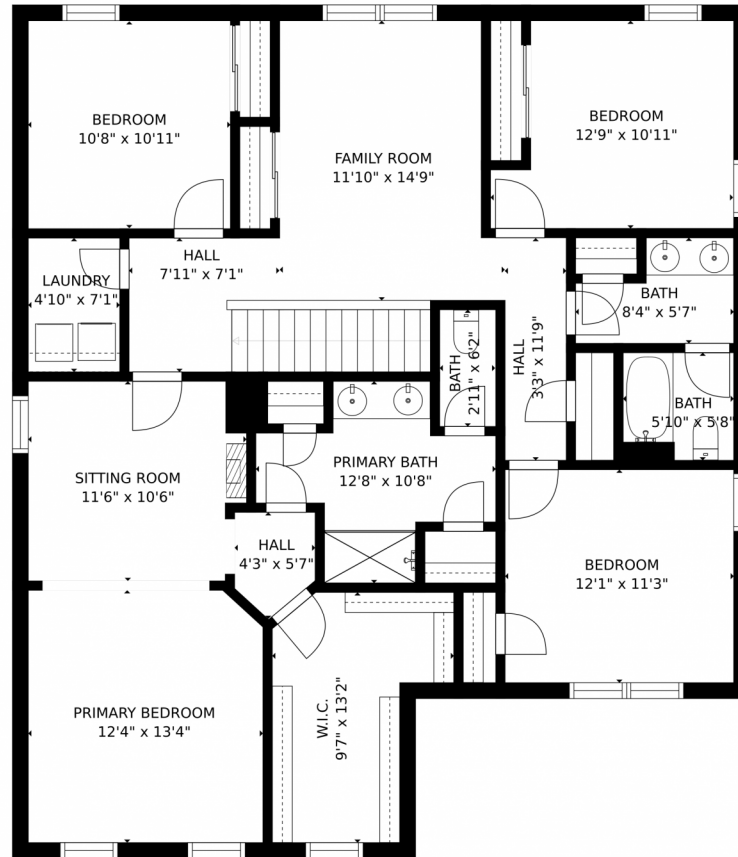 BEDROOM
10'8" x 10'11"
FAMILY ROOM
11'10" x 14'9"
BEDROOM
12'9" x 10'11"
HALL
7'11" x 7'1"
LAUNDRY
4'10" x 7'1"
BATH
8'4" x 5'7"
BATH
2'11" x 6'2"
HALL
3'3" x 11'9"
BATH
5'10" x 5'8"
SITTING ROOM
11'6" x 10'6"
PRIMARY BATH
12'8" x 10'8"
HALL
4'3" x 5'7"
BEDROOM
12'1" x 11'3"
PRIMARY BEDROOM
12'4" x 13'4"
W.I.C.
9'7" x 13'2"